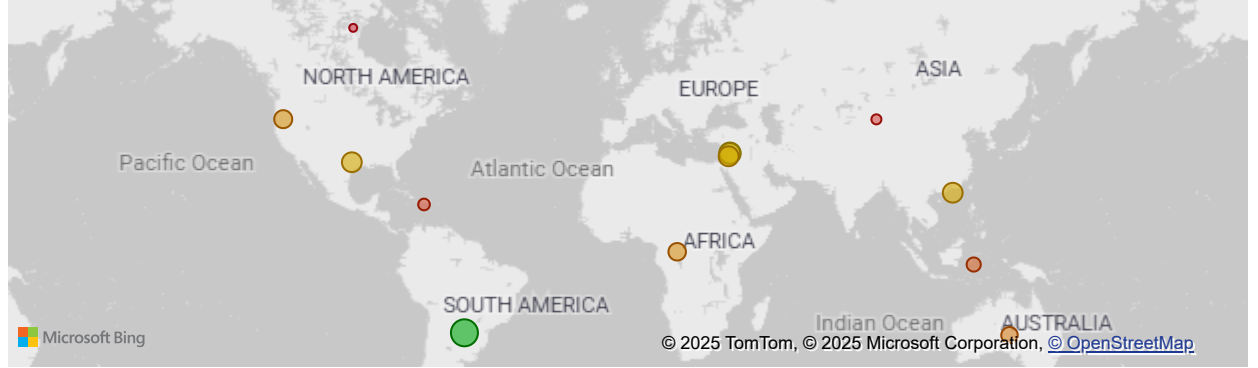 NORTH AMERICA
ASIA
EUROPE
Pacific Ocean
Atlantic Ocean
AFRICA
SOUTH AMERICA
Indian Ocean
AUSTRALIA
Microsoft Bing
© 2025 TomTom, © 2025 Microsoft Corporation, © OpenStreetMap